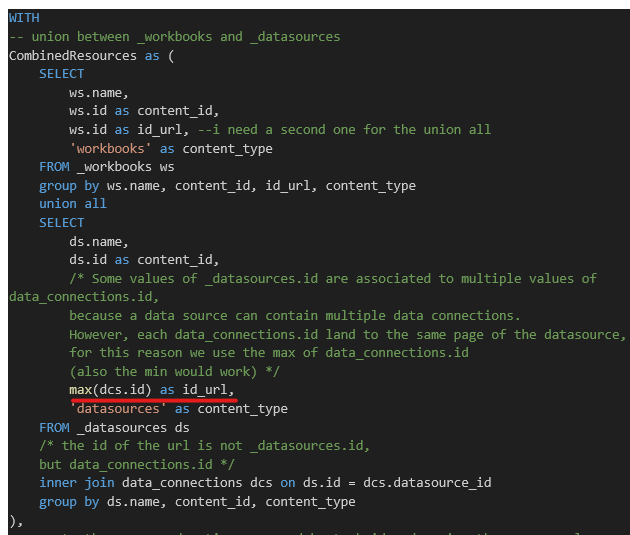 WITH
-- union between _workbooks and _datasources
CombinedResources as (
    SELECT
        ws.name,
        ws.id as content_id,
        ws.id as id_url, --i need a second one for the union all
        'workbooks' as content_type
    FROM _workbooks ws
    group by ws.name, content_id, id_url, content_type
    union all
    SELECT
        ds.name,
        ds.id as content_id,
        /* Some values of _datasources.id are associated to multiple values of
data_connections.id,
        because a data source can contain multiple data connections.
        However, each data_connections.id land to the same page of the datasource,
        for this reason we use the max of data_connections.id
        (also the min would work) */
        max(dcs.id) as id_url,
        'datasources' as content_type
    FROM _datasources ds
    /* the id of the url is not _datasources.id,
    but data_connections.id */
    inner join data_connections dcs on ds.id = dcs.datasource_id
    group by ds.name, content_id, content_type
),